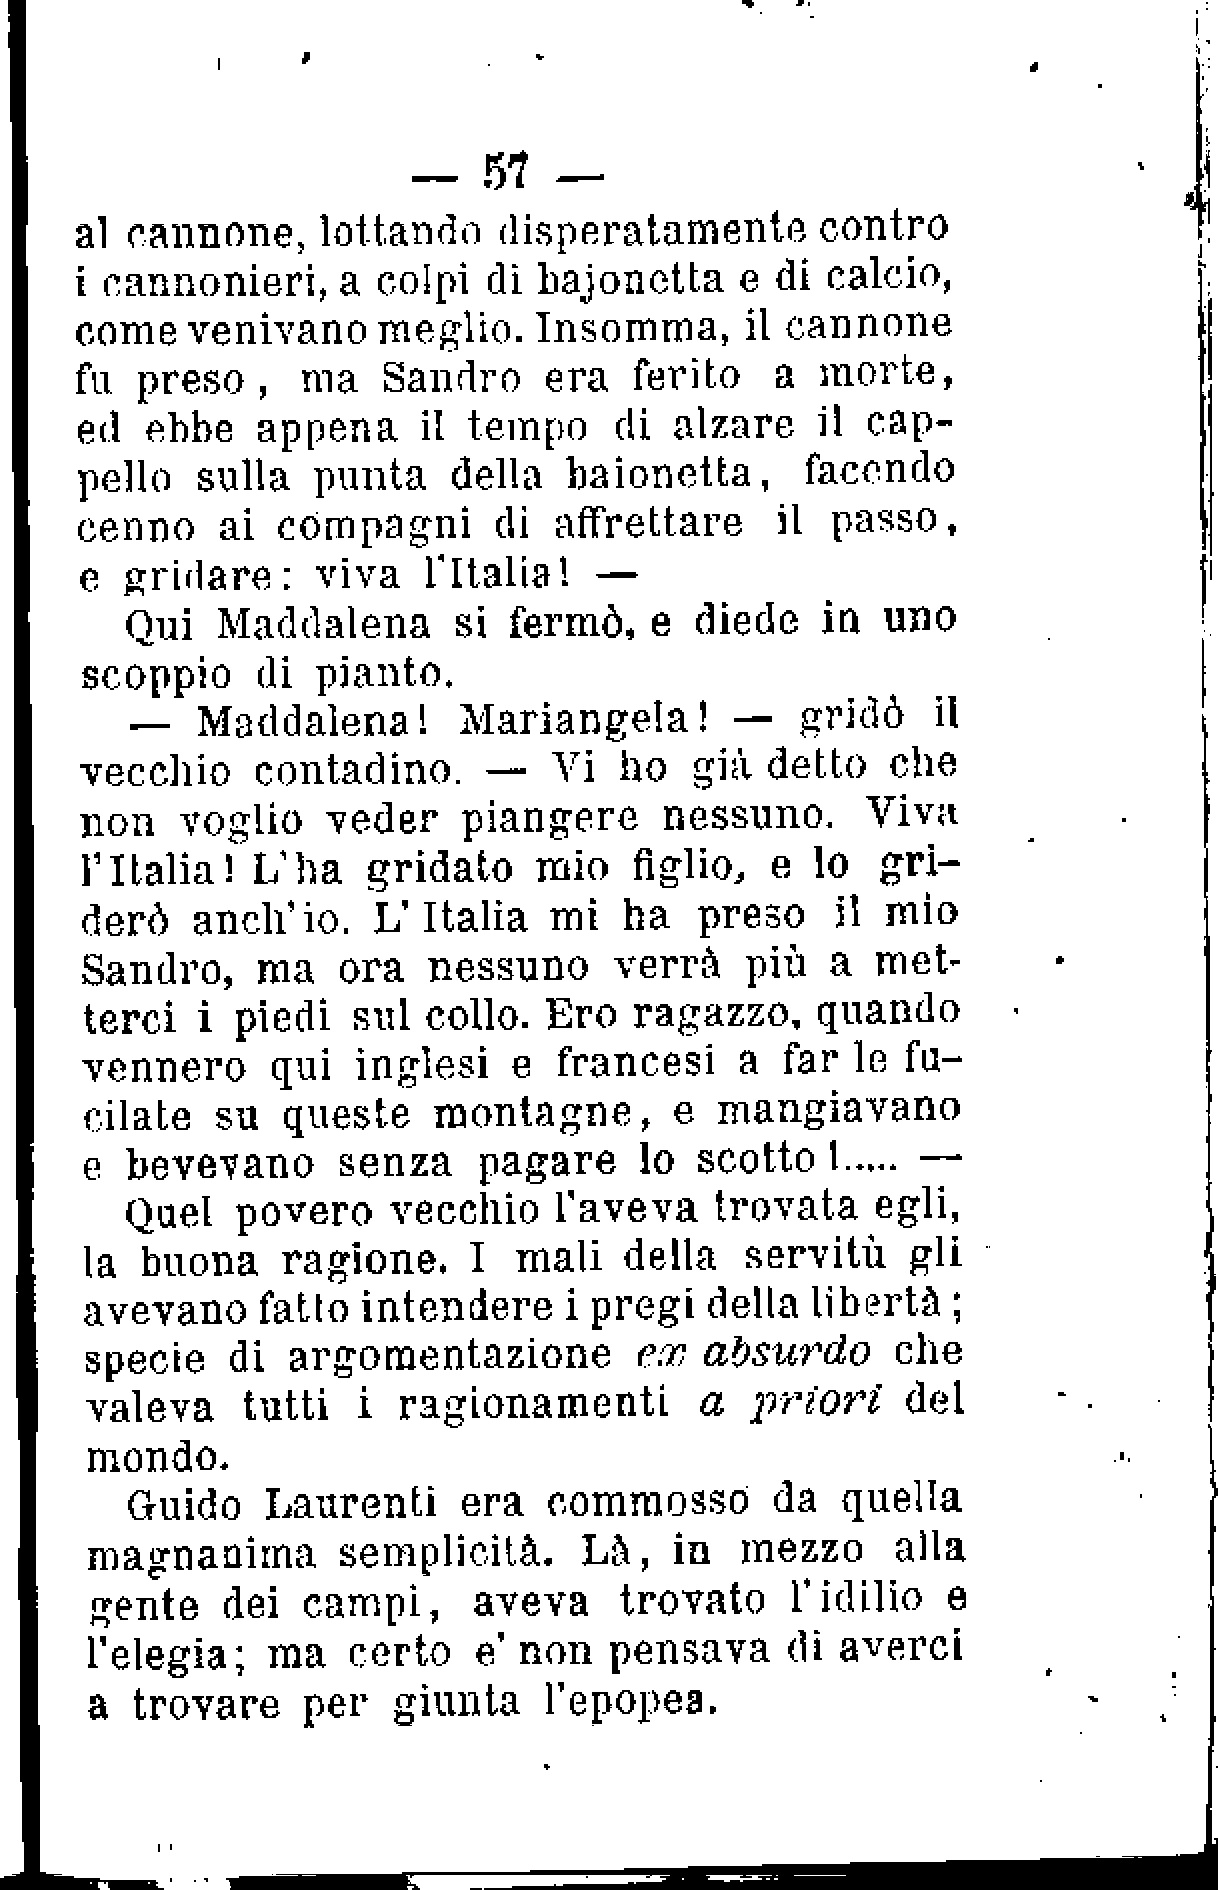 — 57 —
al cannone, lottando disperatamente contro
i cannonieri, a colpi di bajonetta e di calcio,
come venivano meglio. Insomma, il cannone
fu preso, ma Sandro era ferito a morte,
ed ebbe appena il tempo di alzare il cap-
pello sulla punta della baionetta, facendo
cenno ai compagni di affrettare il passo,
e gridare: viva l'Italia! —
Qui Maddalena si fermò, e diede in uno
scoppio di pianto.
— Maddalena! Mariangela! — gridò il
vecchio contadino. — Vi ho già detto che
non voglio veder piangere nessuno. Viva
l'Italia! L'ha gridato mio figlio, e lo gri-
derò anch'io. L'Italia mi ha preso il mio
Sandro, ma ora nessuno verrà più a met-
terci i piedi sul collo. Ero ragazzo, quando
vennero qui inglesi e francesi a far le fu-
cilate su queste montagne, e mangiavano
e bevevano senza pagare lo scotto!..... —
Quel povero vecchio l'aveva trovata egli,
la buona ragione. I mali della servitù gli
avevano fatto intendere i pregi della libertà;
specie di argomentazione ex absurdo che
valeva tutti i ragionamenti a priori del
mondo.
Guido Laurenti era commosso da quella
magnanima semplicità. Là, in mezzo alla
gente dei campi, aveva trovato l'idilio e
l'elegia; ma certo e' non pensava di averci
a trovare per giunta l'epopea.